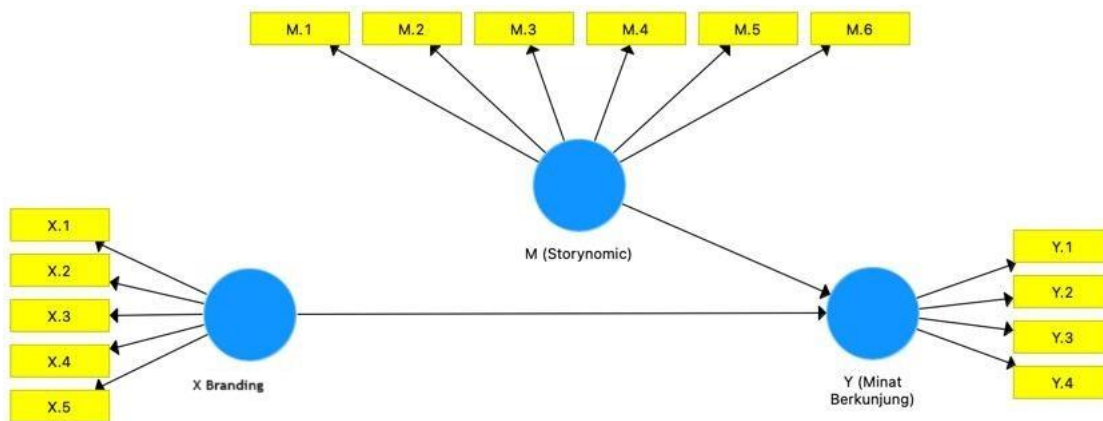 M.1
M.2
M.3
M.4
M.5
M.6
M (Storynomic)
X.1
X.2
X.3
X.4
X.5
X Branding
Y.1
Y.2
Y.3
Y.4
Y (Minat
Berkunjung)